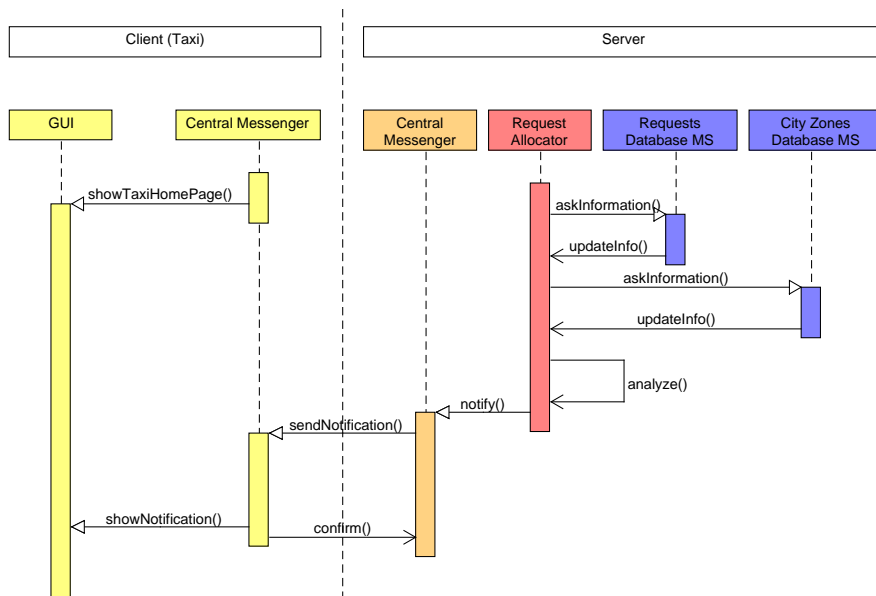 Client (Taxi)
Server
GUI
Central Messenger
Central
Messenger
Request
Allocator
Requests
Database MS
City Zones
Database MS
showTaxiHomePage()
askInformation()
updateInfo()
askInformation()
updateInfo()
analyze()
notify()
sendNotification()
showNotification()
confirm()